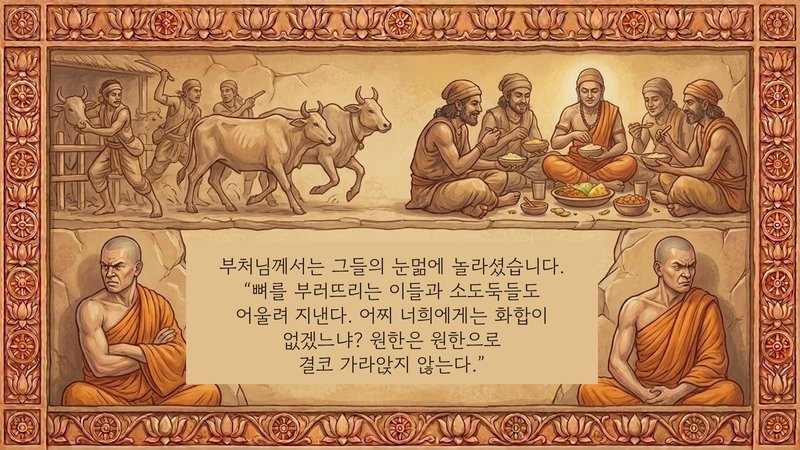 부처님께서는 그들의 눈멂에 놀라셨습니다.
“뼈를 부러뜨리는 이들과 소도둑들도
어울려 지낸다. 어찌 너희에게는 화합이
없겠느냐? 원한은 원한으로
결코 가라앉지 않는다.”